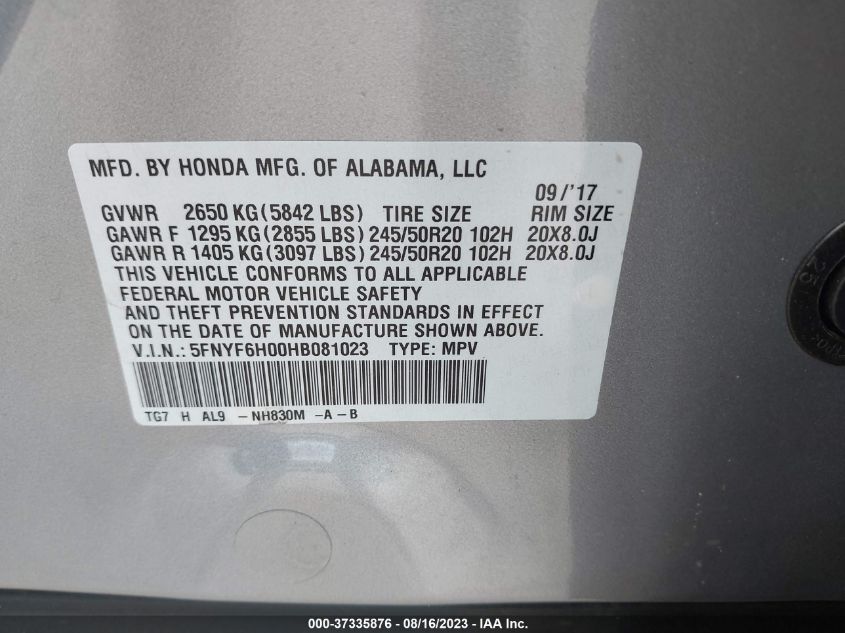 MFD. BY HONDA MFG. OF ALABAMA, LLC
09/'17
GVWR 2650 KG(5842 LBS) TIRE SIZE RIM SIZE
GAWR F 1295 KG(2855 LBS)245/50R20 102H 20X8.0J
GAWR R 1405 KG(3097 LBS)245/50R20 102H 20X8.0J
THIS VEHICLE CONFORMS TO ALL APPLICABLE
FEDERAL MOTOR VEHICLE SAFETY
AND THEFT PREVENTION STANDARDS IN EFFECT
ON THE DATE OF MANUFACTURE SHOWN ABOVE.
V.I.N.: 5FNYF6H00HB081023 TYPE: MPV
TG7 H AL9 -NH830M -A-B
000-37335876 - 08/16/2023 - IAA Inc.